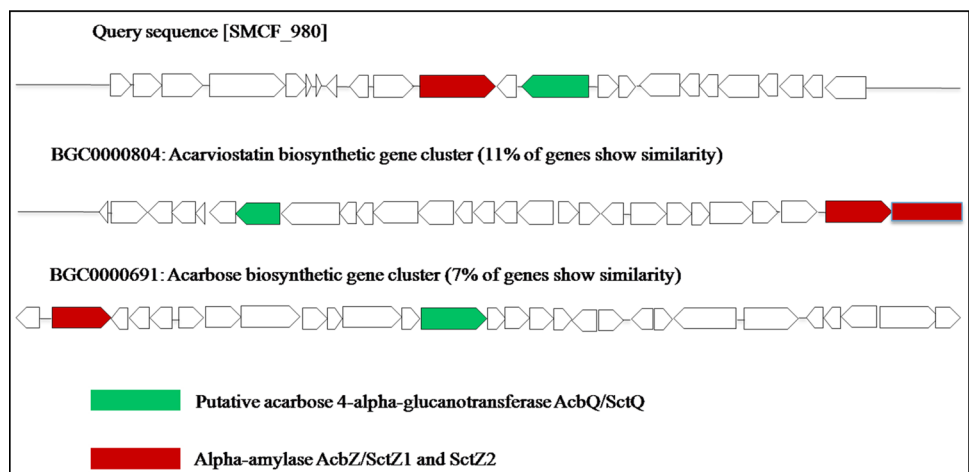 Query sequence [SMCF_980]
BGC0000804: Acarviostatin biosynthetic gene cluster (11% of genes show similarity)
BGC0000691: Acarbose biosynthetic gene cluster (7% of genes show similarity)
Putative acarbose 4-alpha-glucanotransferase AcbQ/SctQ
Alpha-amylase AcbZ/SctZ1 and SctZ2